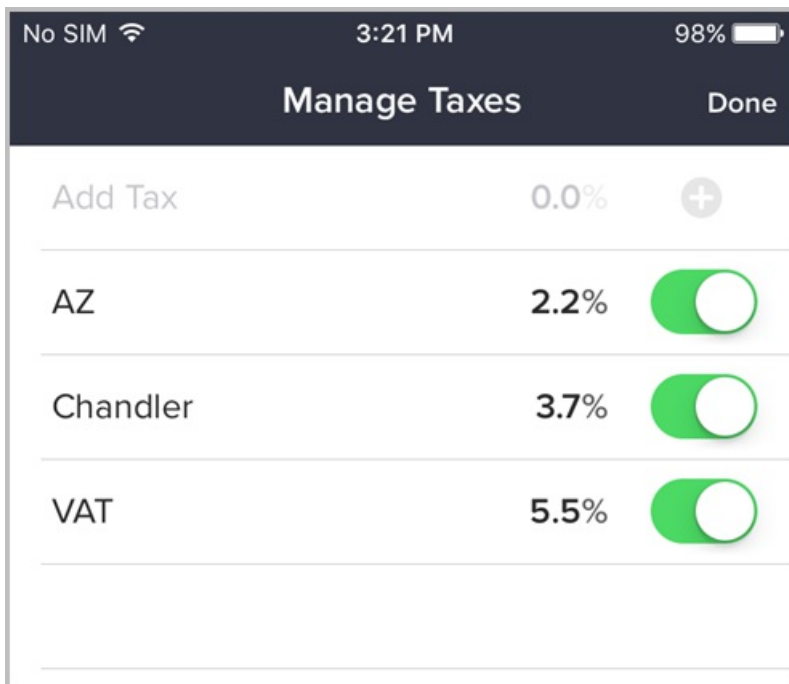 No SIM 3:21 PM 98%
Manage Taxes Done
Add Tax 0.0%
AZ 2.2%
Chandler 3.7%
VAT 5.5%